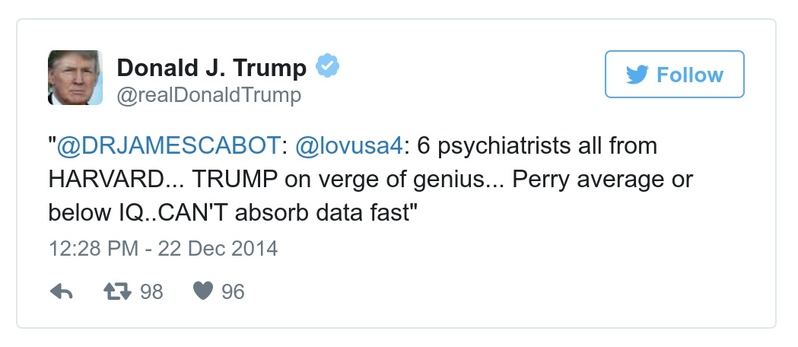 Donald J. Trump
@realDonaldTrump
Follow
"@DRJAMESCABOT: @lovusa4: 6 psychiatrists all from
HARVARD... TRUMP on verge of genius... Perry average or
below IQ..CAN'T absorb data fast"
12:28 PM - 22 Dec 2014
98 96